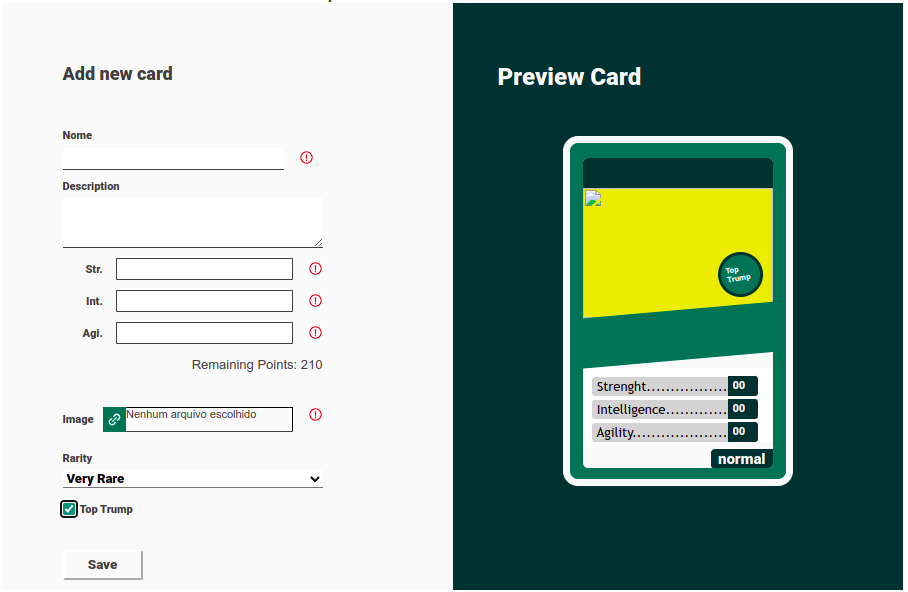 Add new card
Nome
Description
Str.
Int.
Agi.
Remaining Points: 210
Image
Nenhum arquivo escolhido
Rarity
Very Rare
Top Trump
Save
Preview Card
Top
Trump
Strenght.................. 00
Intelligence............. 00
Agility.................... 00
normal